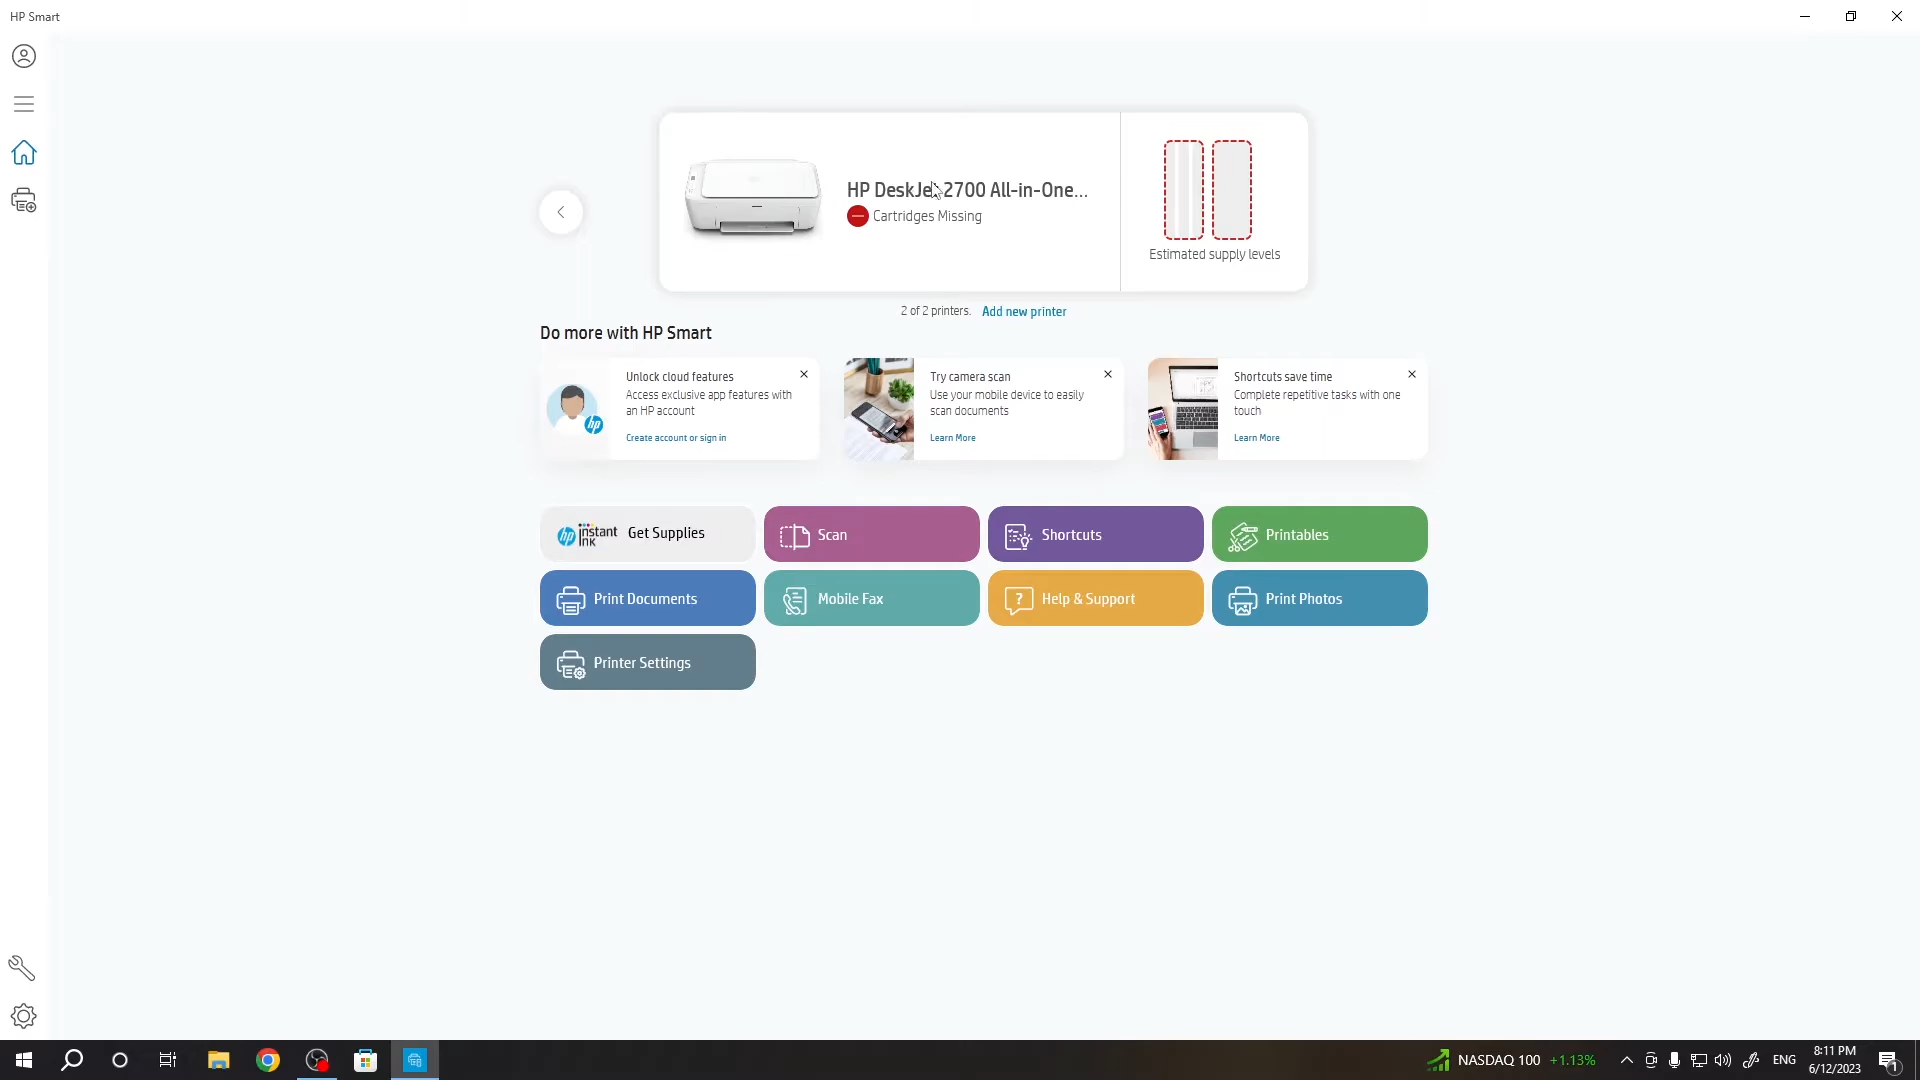 HP Smart
HP DeskJet 2700 All-in-One...
Cartridges Missing
Estimated supply levels
2 of 2 printers. Add new printer
Do more with HP Smart
Unlock cloud features
Access exclusive app features with
an HP account
Create account or sign in
Try camera scan
Use your mobile device to easily
scan documents
Learn More
Shortcuts save time
Complete repetitive tasks with one
touch
Learn More
hp instant ink Get Supplies
Scan
Shortcuts
Printables
Print Documents
Mobile Fax
Help & Support
Print Photos
Printer Settings
NASDAQ 100 +1.13%
ENG
8:11 PM
6/12/2023
1